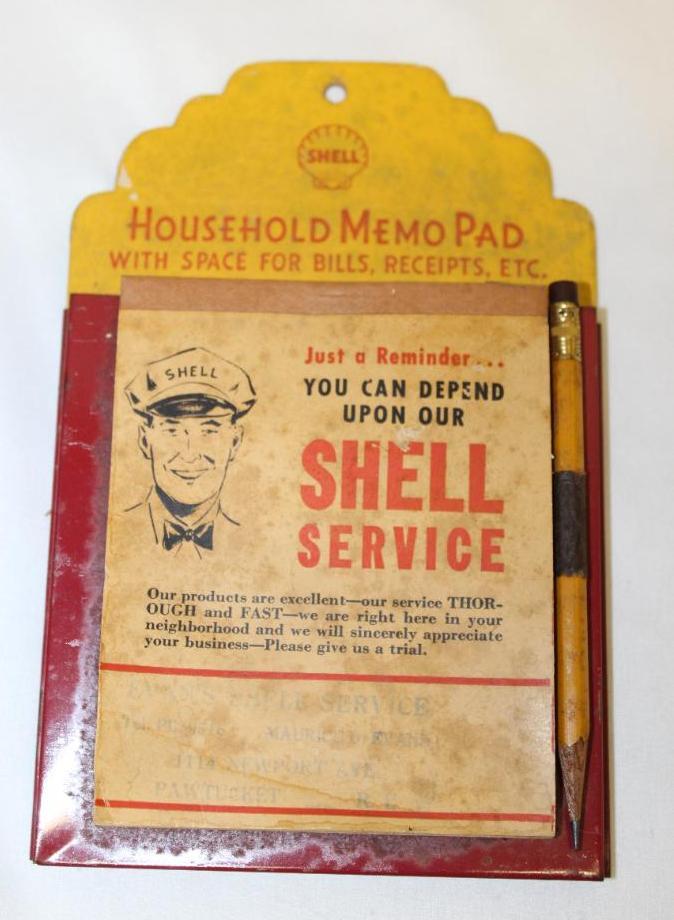 SHELL
HOUSEHOLD MEMO PAD
WITH SPACE FOR BILLS, RECEIPTS, ETC.
SHELL
Just a Reminder...
YOU CAN DEPEND
UPON OUR
SHELL
SERVICE
Our products are excellent—our service THOR-
OUGH and FAST—we are right here in your
neighborhood and we will sincerely appreciate
your business—Please give us a trial.
SHELL SERVICE
1114 NEWPORT AVE
PAWTUCKET R. I.